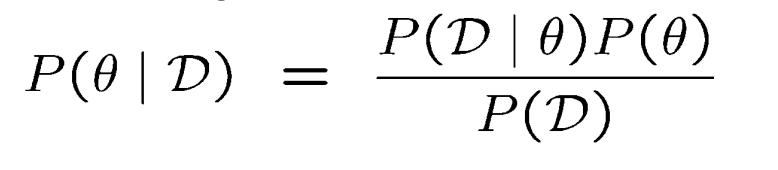 P(θ | 𝒟) = P(𝒟 | θ)P(θ) / P(𝒟)